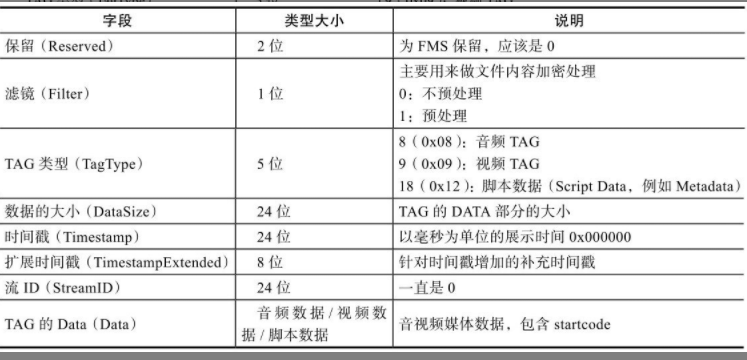 字段 类型大小 说明
保留(Reserved) 2 位 为 FMS 保留,应该是 0
滤镜(Filter) 1 位 主要用来做文件内容加密处理
0:不预处理
1:预处理
TAG 类型(TagType) 5 位 8(0x08):音频 TAG
9(0x09):视频 TAG
18(0x12):脚本数据(Script Data,例如 Metadata)
数据的大小(DataSize) 24 位 TAG 的 DATA 部分的大小
时间戳(Timestamp) 24 位 以毫秒为单位的展示时间 0x000000
扩展时间戳(TimestampExtended) 8 位 针对时间戳增加的补充时间戳
流 ID(StreamID) 24 位 一直是 0
TAG 的 Data(Data) 音频数据 / 视频数据 / 脚本数据 音视频媒体数据,包含 startcode